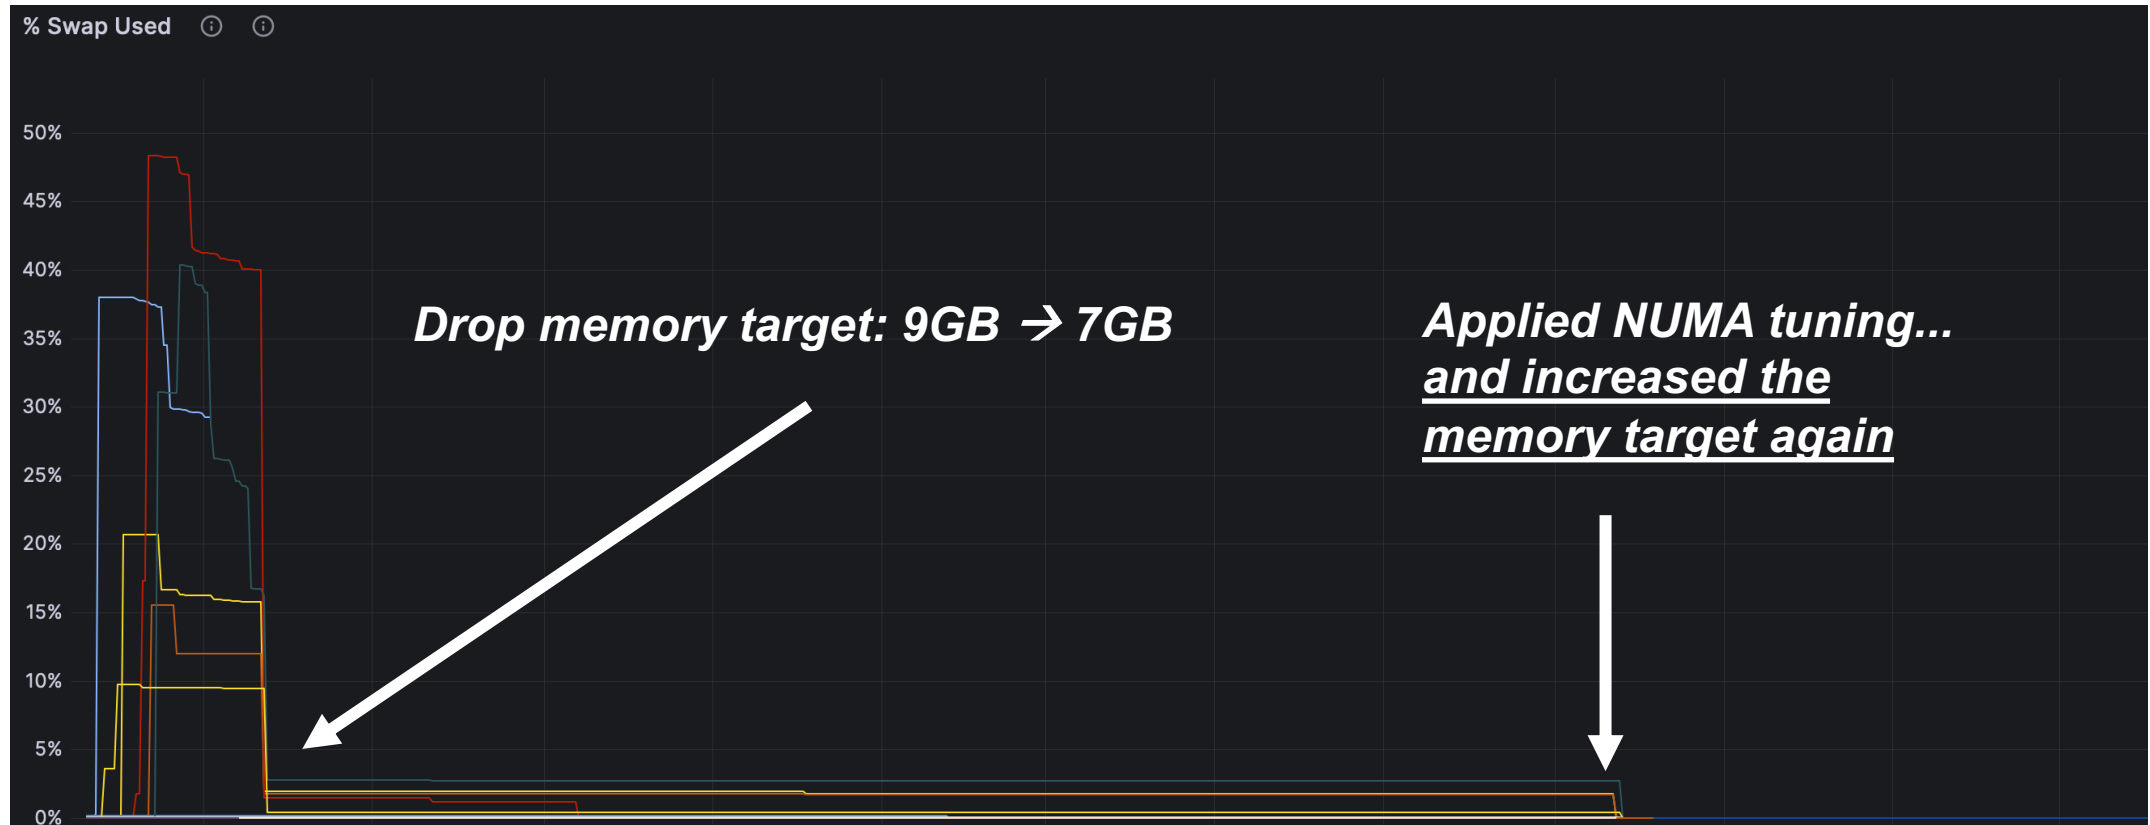 % Swap Used
50%
45%
40%
35%
30%
25%
20%
15%
10%
5%
0%
Drop memory target: 9GB → 7GB
Applied NUMA tuning...
and increased the
memory target again